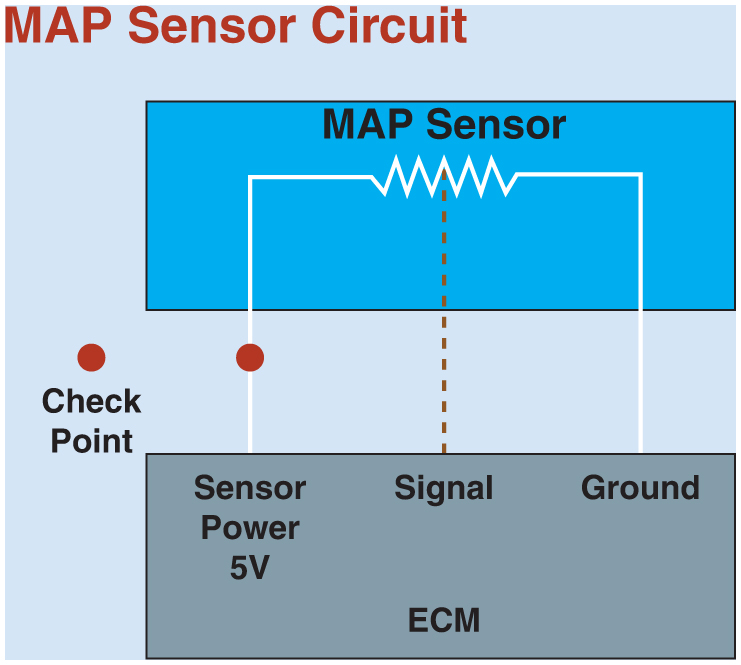 MAP Sensor Circuit
MAP Sensor
Check
Point
Sensor
Power
5V
Signal
Ground
ECM